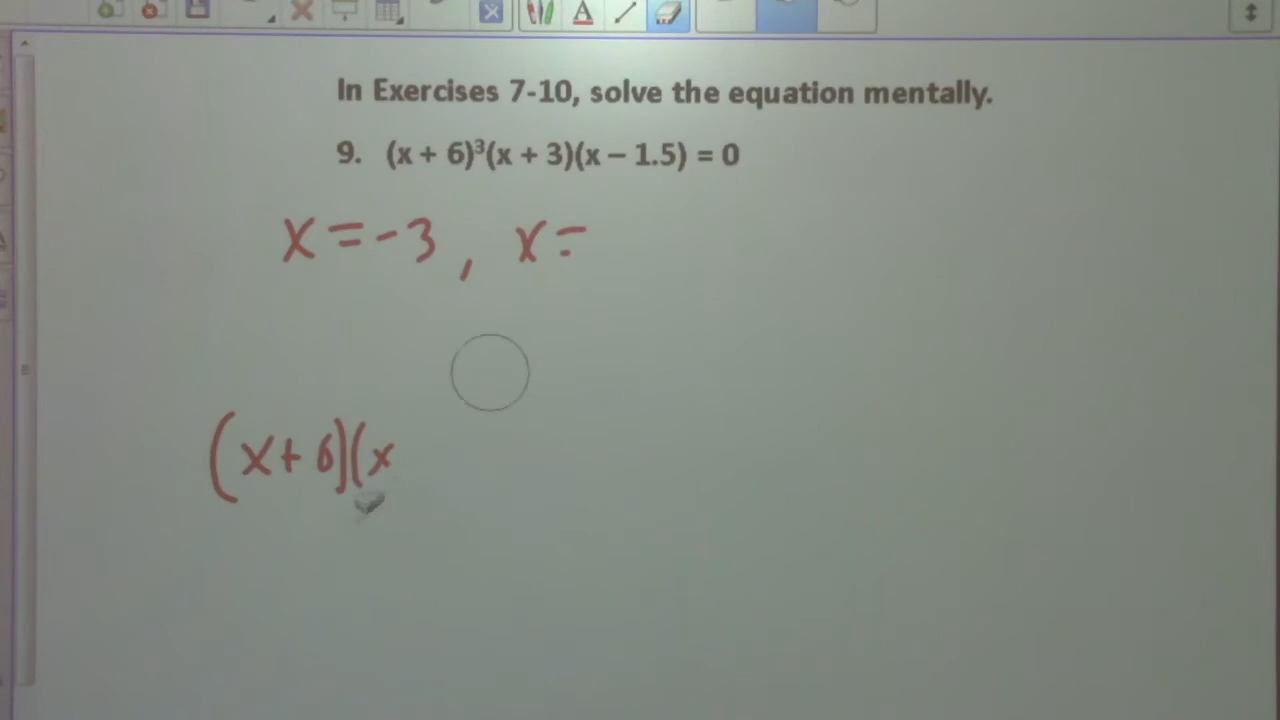 In Exercises 7-10, solve the equation mentally.
9. (x + 6)³(x + 3)(x – 1.5) = 0
x = -3 , x =
(x + 6)(x